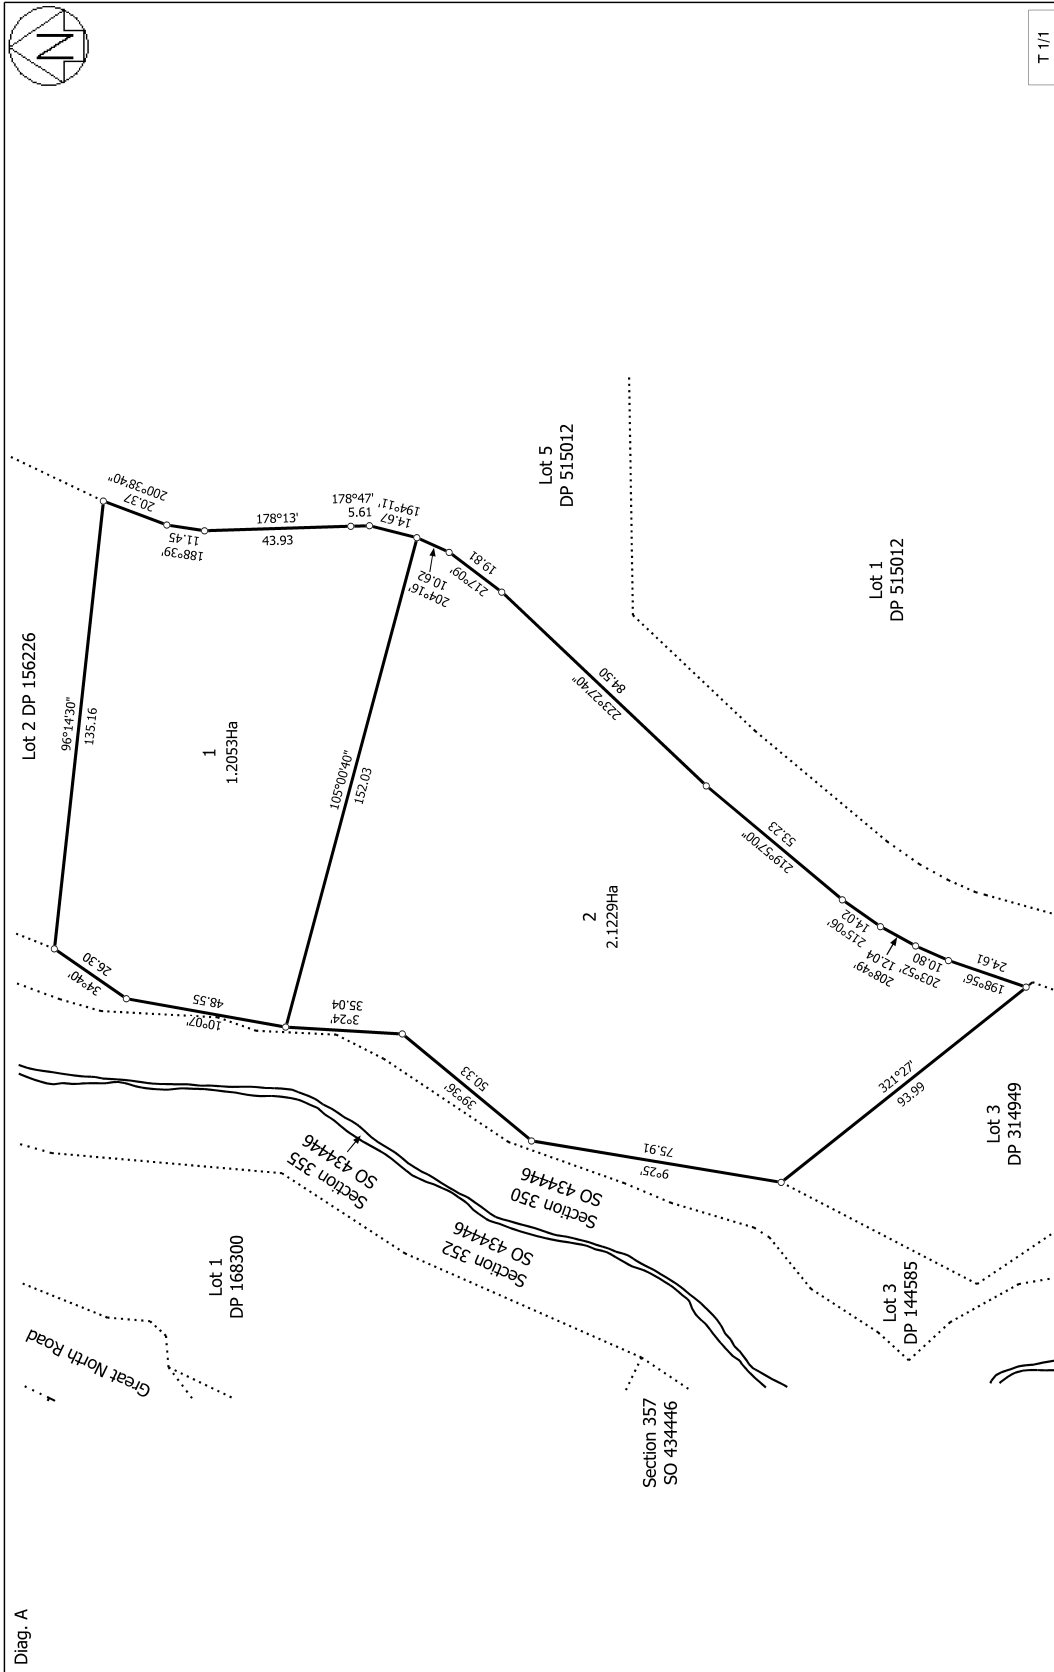 Diag. A
N
T 1/1
Lot 2 DP 156226
96°14'30"
135.16
200°38'40"
20.37
188°39'
11.45
178°13'
43.93
178°47'
5.61
194°11'
14.67
1
1.2053Ha
34°40'
26.30
10°07'
48.55
105°00'40"
152.03
204°16'
10.62
217°09'
19.81
Lot 5
DP 515012
223°27'40"
84.50
Lot 1
DP 515012
219°57'00"
53.23
2
2.1229Ha
215°06'
14.02
208°49'
12.04
203°52'
10.80
198°56'
24.61
3°24'
35.04
39°36'
50.33
9°25'
75.91
321°27'
93.99
Lot 3
DP 314949
Section 355
SO 434446
Section 350
SO 434446
Section 352
SO 434446
Lot 1
DP 168300
Great North Road
Lot 3
DP 144585
Section 357
SO 434446